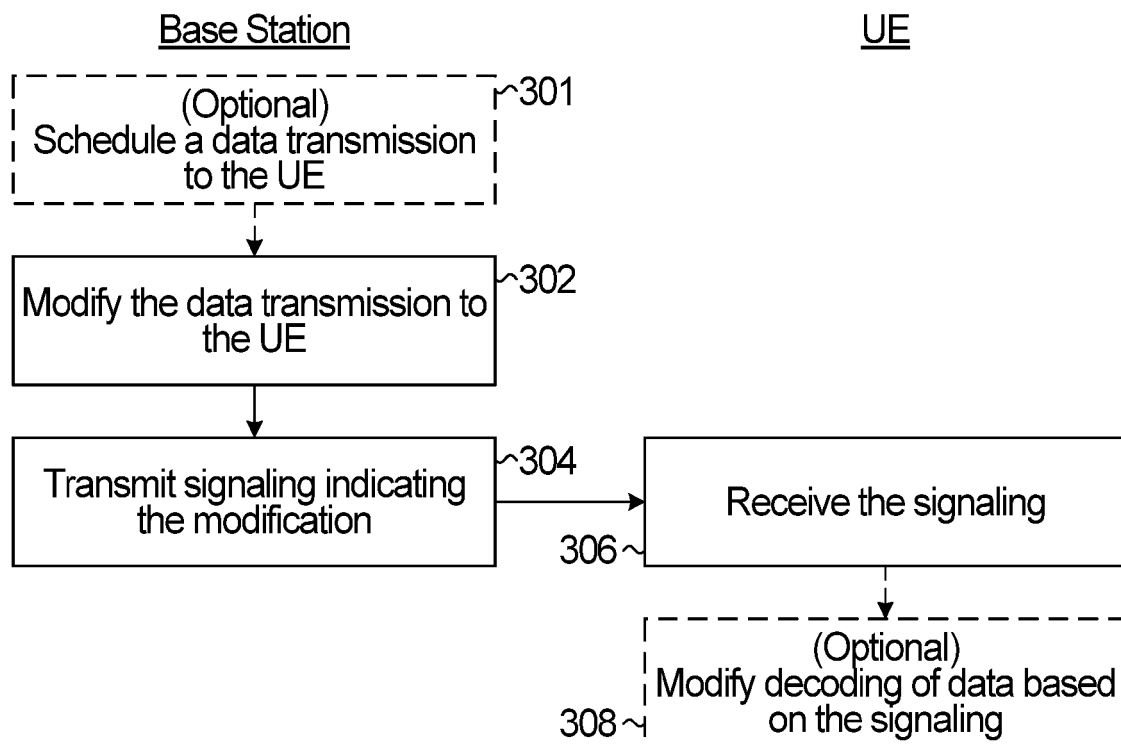 Base Station
UE
(Optional)
Schedule a data transmission
to the UE
301
Modify the data transmission to
the UE
302
Transmit signaling indicating
the modification
304
Receive the signaling
306
(Optional)
Modify decoding of data based
on the signaling
308